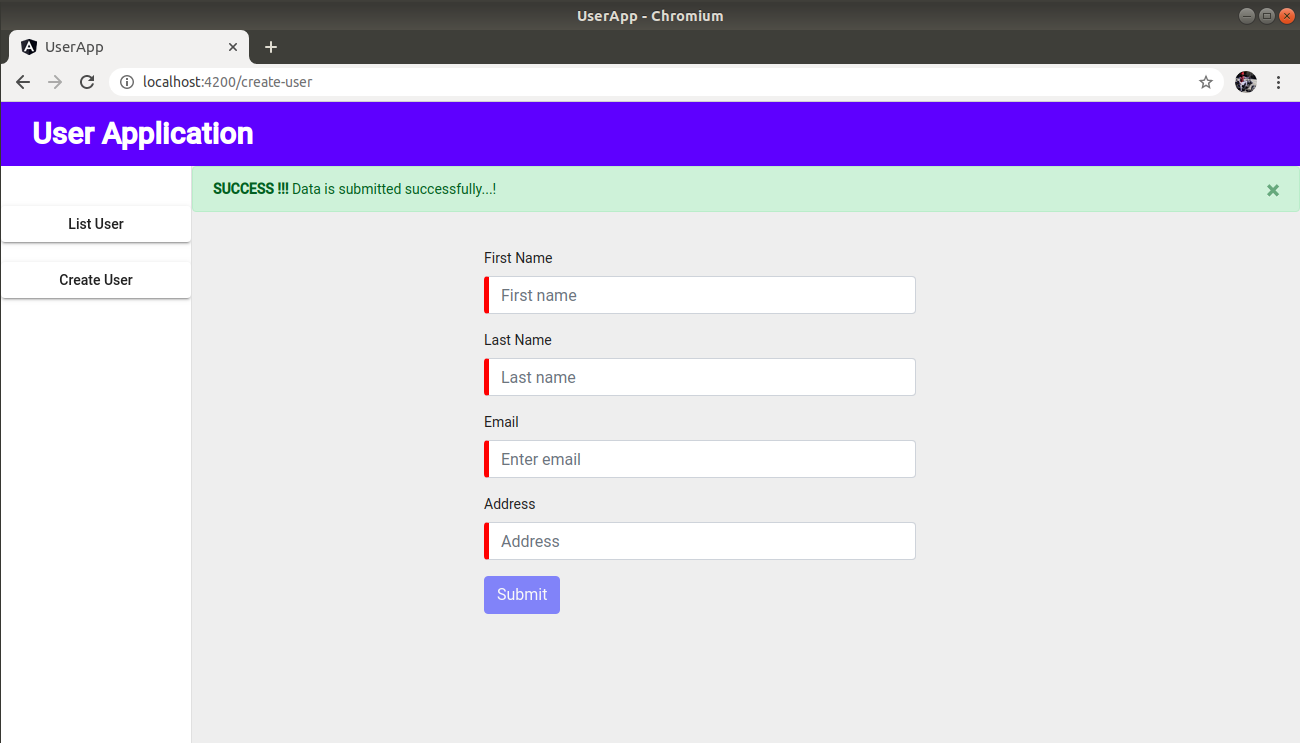 UserApp - Chromium
UserApp
localhost:4200/create-user
User Application
SUCCESS !!! Data is submitted successfully...!
List User
Create User
First Name
First name
Last Name
Last name
Email
Enter email
Address
Address
Submit